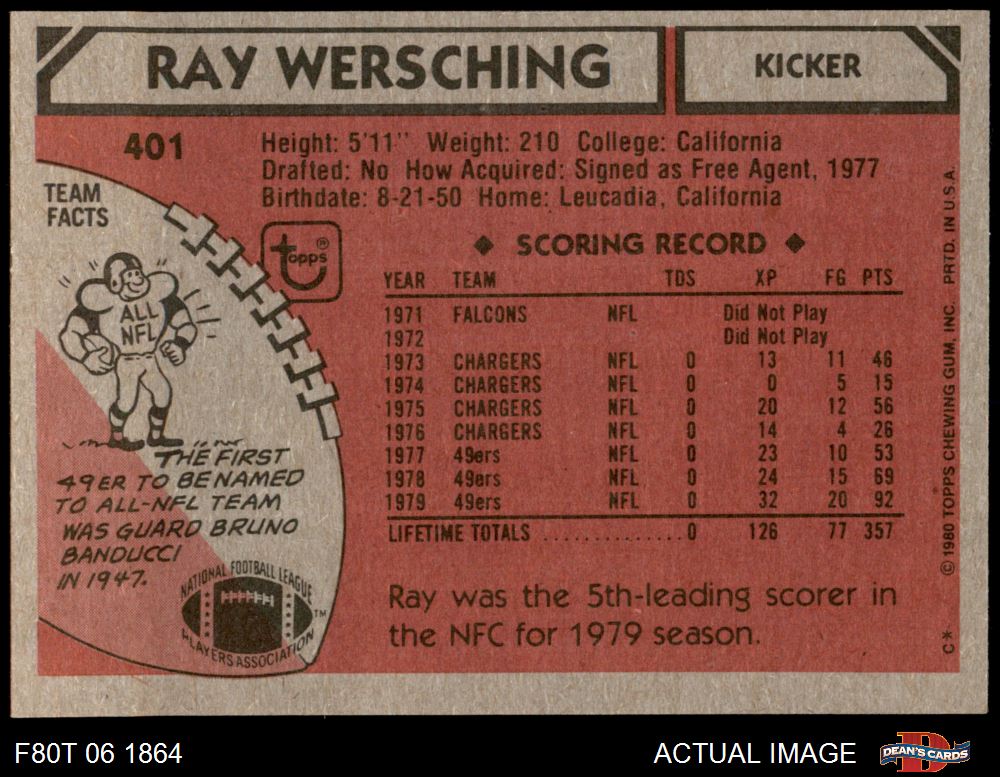 RAY WERSCHING
KICKER
401
Height: 5'11" Weight: 210 College: California
Drafted: No How Acquired: Signed as Free Agent, 1977
Birthdate: 8-21-50 Home: Leucadia, California
TEAM
FACTS
topps®
ALL
NFL
THE FIRST
49ER TO BE NAMED
TO ALL-NFL TEAM
WAS GUARD BRUNO
BANDUCCI
IN 1947.
NATIONAL FOOTBALL LEAGUE
PLAYERS ASSOCIATION
™
◆ SCORING RECORD ◆
YEAR TEAM TDS XP FG PTS
1971 FALCONS NFL Did Not Play
1972 Did Not Play
1973 CHARGERS NFL 0 13 11 46
1974 CHARGERS NFL 0 0 5 15
1975 CHARGERS NFL 0 20 12 56
1976 CHARGERS NFL 0 14 4 26
1977 49ers NFL 0 23 10 53
1978 49ers NFL 0 24 15 69
1979 49ers NFL 0 32 20 92
LIFETIME TOTALS ..............0 126 77 357
Ray was the 5th-leading scorer in
the NFC for 1979 season.
C* ©1980 TOPPS CHEWING GUM, INC. PRTD. IN U.S.A.
F80T 06 1864
ACTUAL IMAGE
DEAN'S CARDS